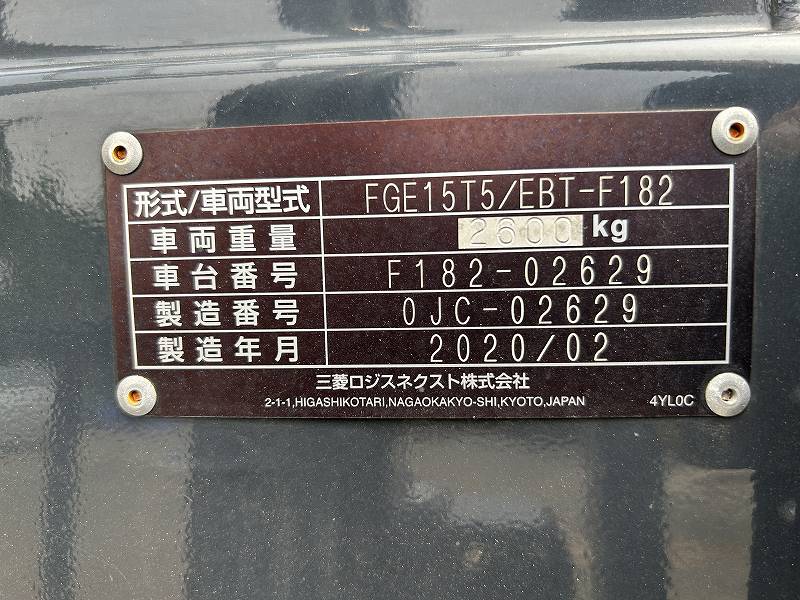 形式/車両型式 FGE15T5/EBT-F182
車両重量 2600 kg
車台番号 F182-02629
製造番号 0JC-02629
製造年月 2020/02
三菱ロジスネクスト株式会社
2-1-1,HIGASHIKOTARI,NAGAOKAKYO-SHI,KYOTO,JAPAN 4YL0C